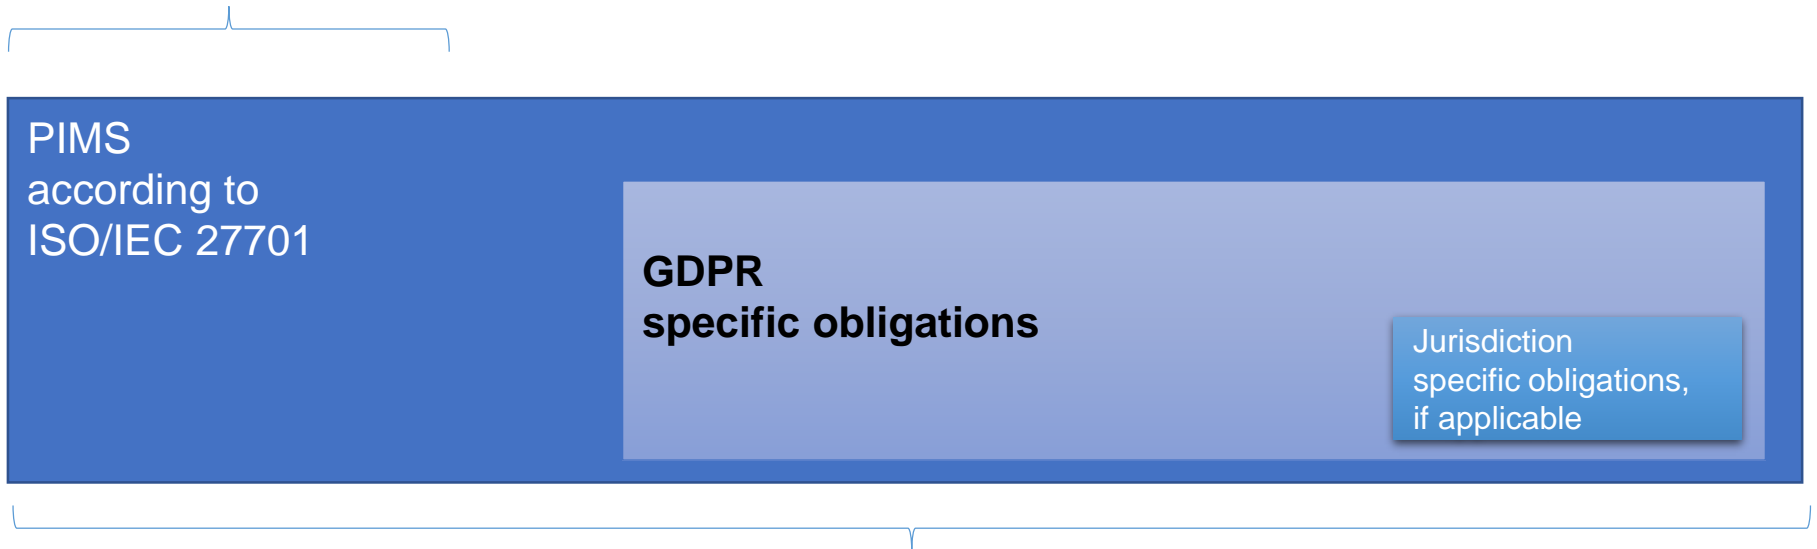 PIMS
according to
ISO/IEC 27701
GDPR
specific obligations
Jurisdiction
specific obligations,
if applicable